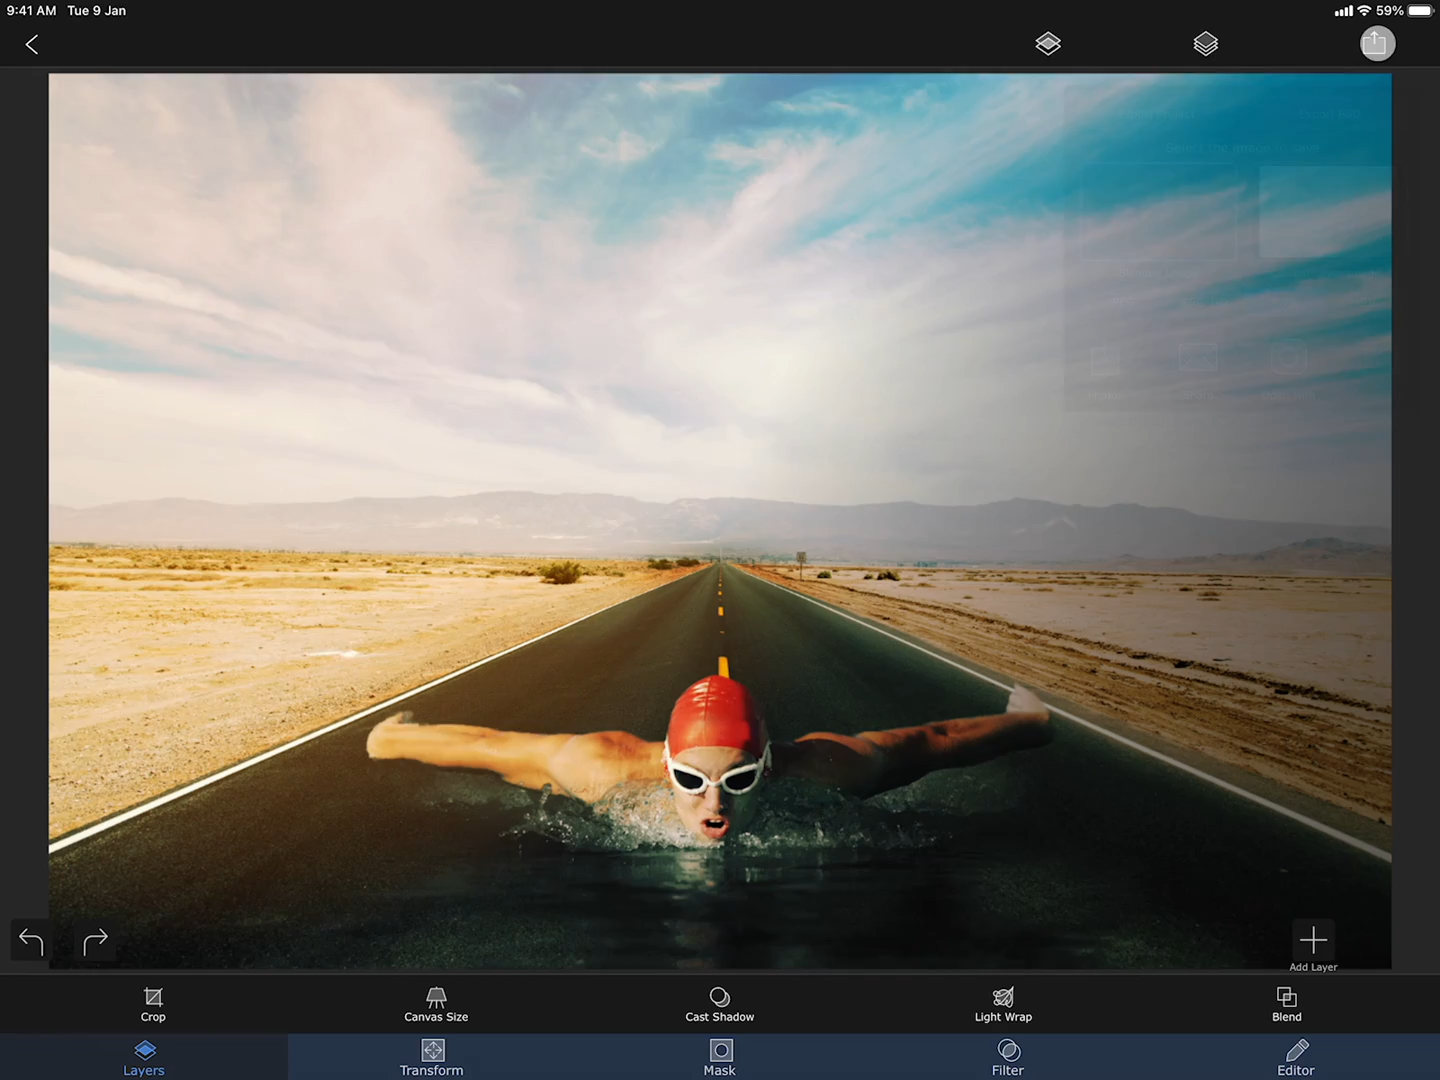 9:41 AM Tue 9 Jan
59%
Add Layer
Crop
Canvas Size
Cast Shadow
Light Wrap
Blend
Layers
Transform
Mask
Filter
Editor